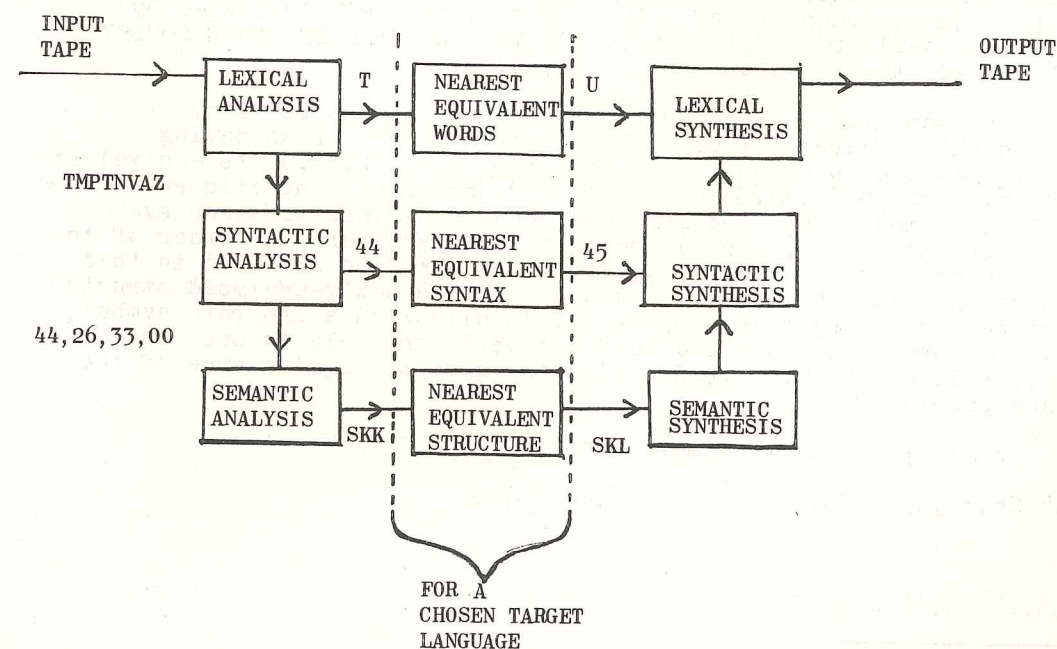 INPUT
TAPE
LEXICAL
ANALYSIS
T
NEAREST
EQUIVALENT
WORDS
U
LEXICAL
SYNTHESIS
OUTPUT
TAPE
TMPTNVAZ
SYNTACTIC
ANALYSIS
44
NEAREST
EQUIVALENT
SYNTAX
45
SYNTACTIC
SYNTHESIS
44,26,33,00
SEMANTIC
ANALYSIS
SKK
NEAREST
EQUIVALENT
STRUCTURE
SKL
SEMANTIC
SYNTHESIS
FOR A
CHOSEN TARGET
LANGUAGE